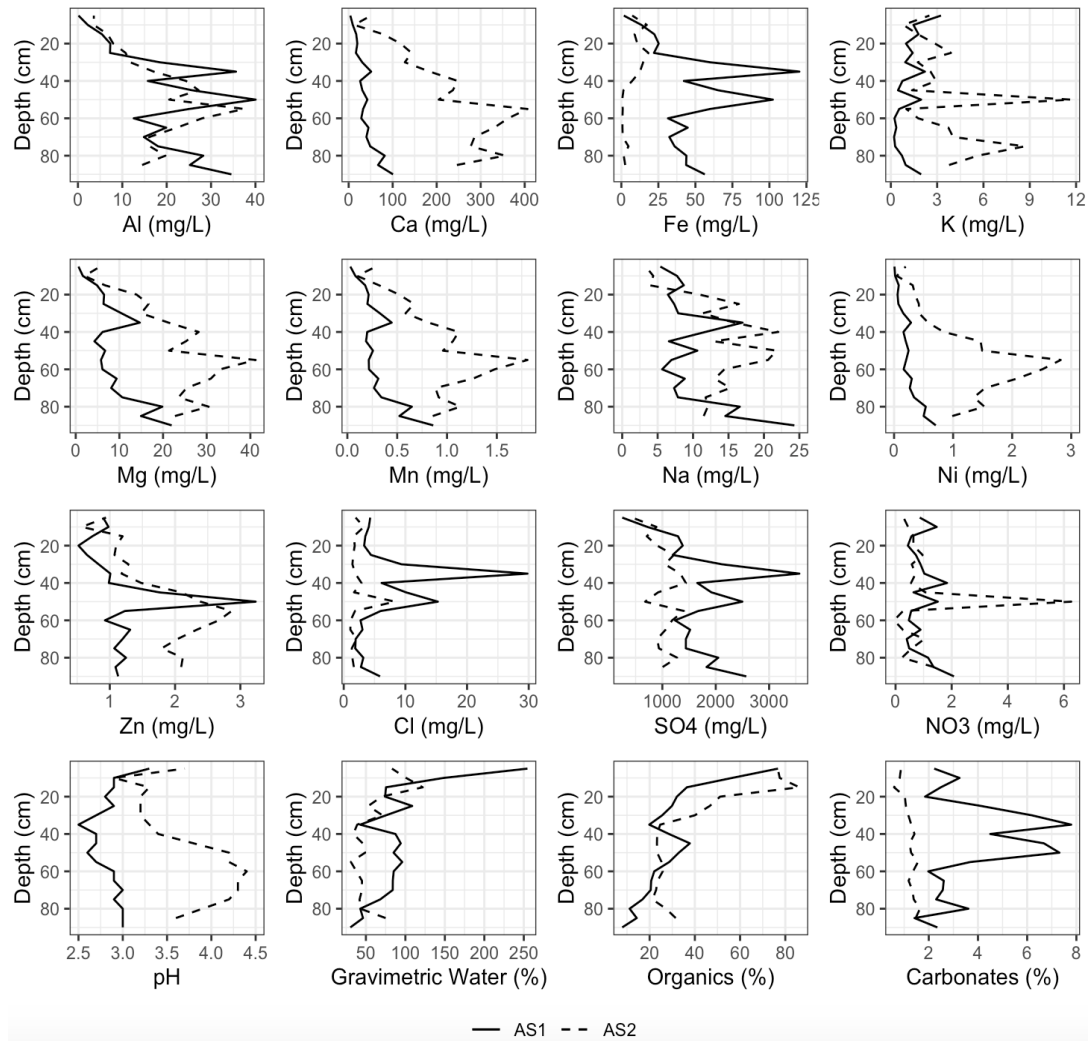 Depth (cm)
20
40
60
80
0 10 20 30 40
Al (mg/L)
Depth (cm)
20
40
60
80
0 100 200 300 400
Ca (mg/L)
Depth (cm)
20
40
60
80
0 25 50 75 100 125
Fe (mg/L)
Depth (cm)
20
40
60
80
0 3 6 9 12
K (mg/L)
Depth (cm)
20
40
60
80
0 10 20 30 40
Mg (mg/L)
Depth (cm)
20
40
60
80
0.0 0.5 1.0 1.5
Mn (mg/L)
Depth (cm)
20
40
60
80
0 5 10 15 20 25
Na (mg/L)
Depth (cm)
20
40
60
80
0 1 2 3
Ni (mg/L)
Depth (cm)
20
40
60
80
1 2 3
Zn (mg/L)
Depth (cm)
20
40
60
80
0 10 20 30
Cl (mg/L)
Depth (cm)
20
40
60
80
1000 2000 3000
SO4 (mg/L)
Depth (cm)
20
40
60
80
0 2 4 6
NO3 (mg/L)
Depth (cm)
20
40
60
80
2.5 3.0 3.5 4.0 4.5
pH
Depth (cm)
20
40
60
80
50 100 150 200 250
Gravimetric Water (%)
Depth (cm)
20
40
60
80
20 40 60 80
Organics (%)
Depth (cm)
20
40
60
80
2 4 6 8
Carbonates (%)
AS1 AS2